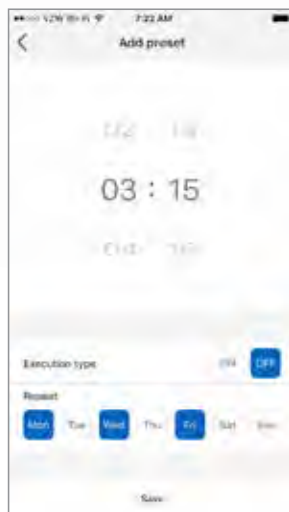 7:22 AM
Add preset
03 : 15
Execution type ON OFF
Repeat
Mon Tue Wed Thu Fri Sat Sun
Save